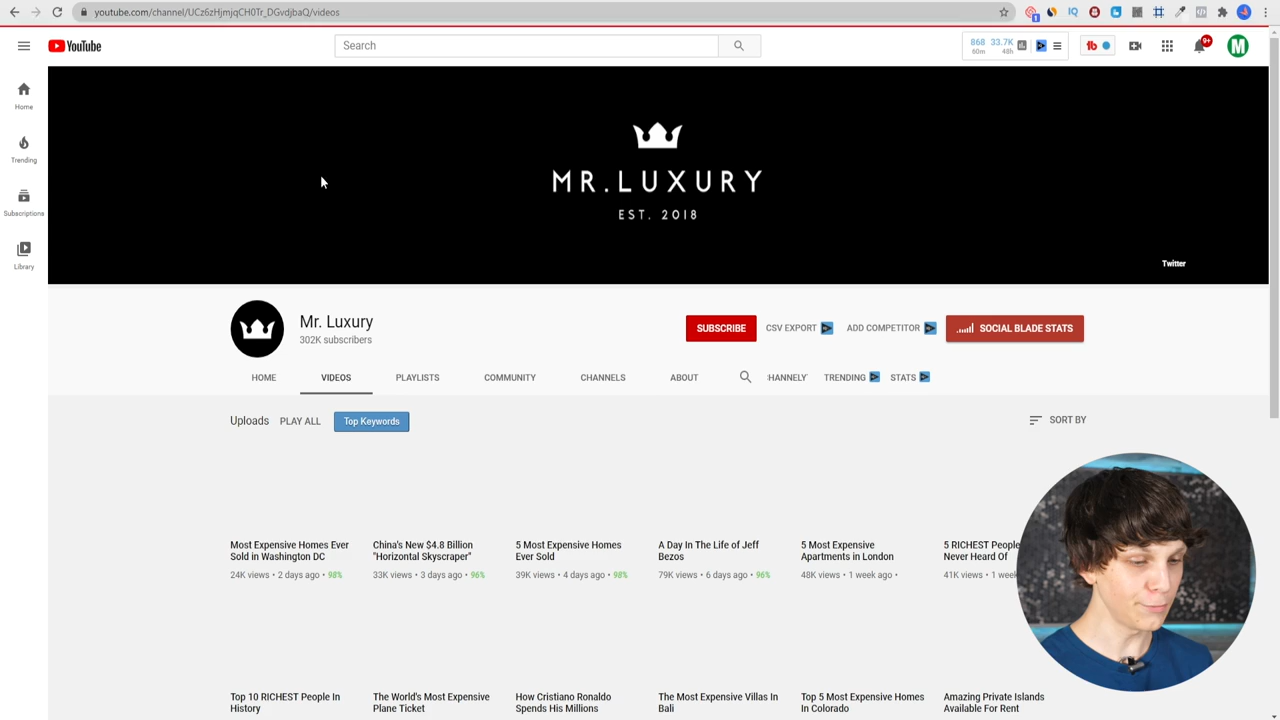 youtube.com/channel/UCz6zHjmjqCH0Tr_DGvdjbaQ/videos
1
YouTube
Search
868 33.7K
60m 48h
tb
9+
M
Home
Trending
Subscriptions
Library
MR.LUXURY
EST. 2018
Twitter
Mr. Luxury
302K subscribers
SUBSCRIBE
CSV EXPORT
ADD COMPETITOR
SOCIAL BLADE STATS
HOME
VIDEOS
PLAYLISTS
COMMUNITY
CHANNELS
ABOUT
:HANNELY
TRENDING
STATS
Uploads
PLAY ALL
Top Keywords
SORT BY
Most Expensive Homes Ever
Sold in Washington DC
24K views • 2 days ago • 98%
China's New $4.8 Billion
"Horizontal Skyscraper"
33K views • 3 days ago • 96%
5 Most Expensive Homes
Ever Sold
39K views • 4 days ago • 98%
A Day In The Life of Jeff
Bezos
79K views • 6 days ago • 96%
5 Most Expensive
Apartments in London
48K views • 1 week ago •
5 RICHEST People
Never Heard Of
41K views • 1 week
Top 10 RICHEST People In
History
The World's Most Expensive
Plane Ticket
How Cristiano Ronaldo
Spends His Millions
The Most Expensive Villas In
Bali
Top 5 Most Expensive Homes
In Colorado
Amazing Private Islands
Available For Rent